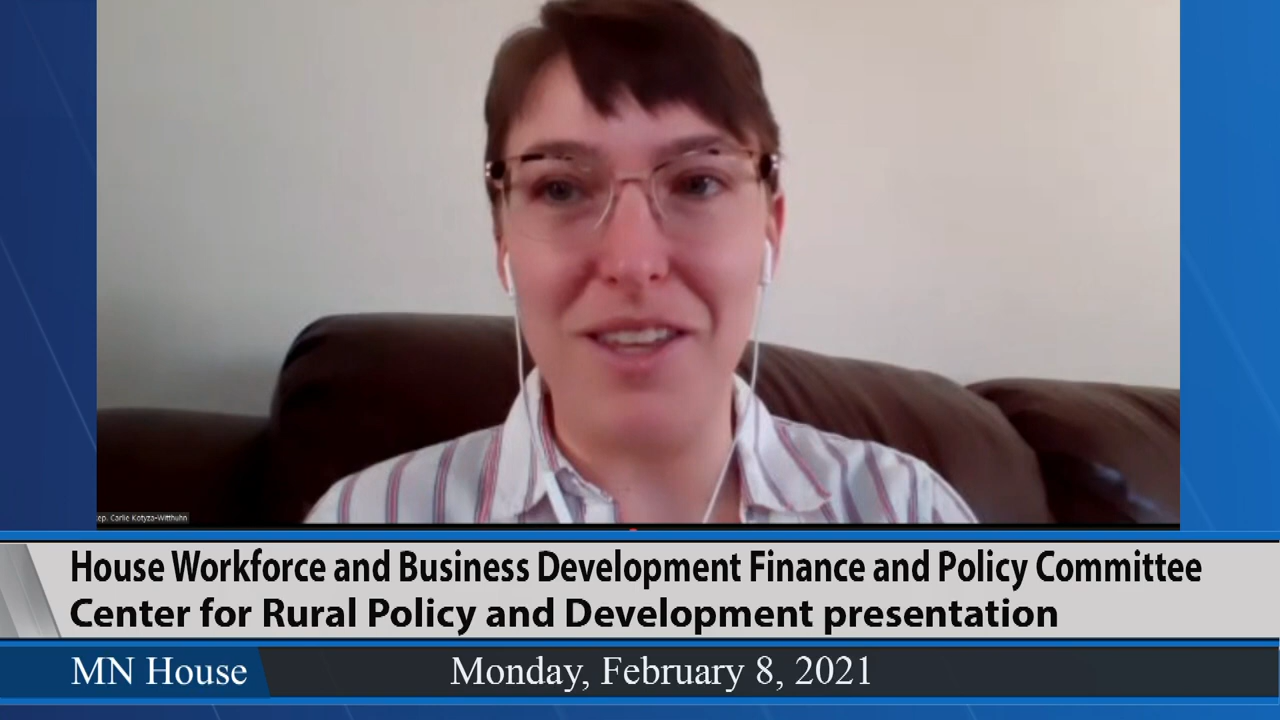 Rep. Carlie Kotyza-Witthuhn
House Workforce and Business Development Finance and Policy Committee
Center for Rural Policy and Development presentation
MN House
Monday, February 8, 2021